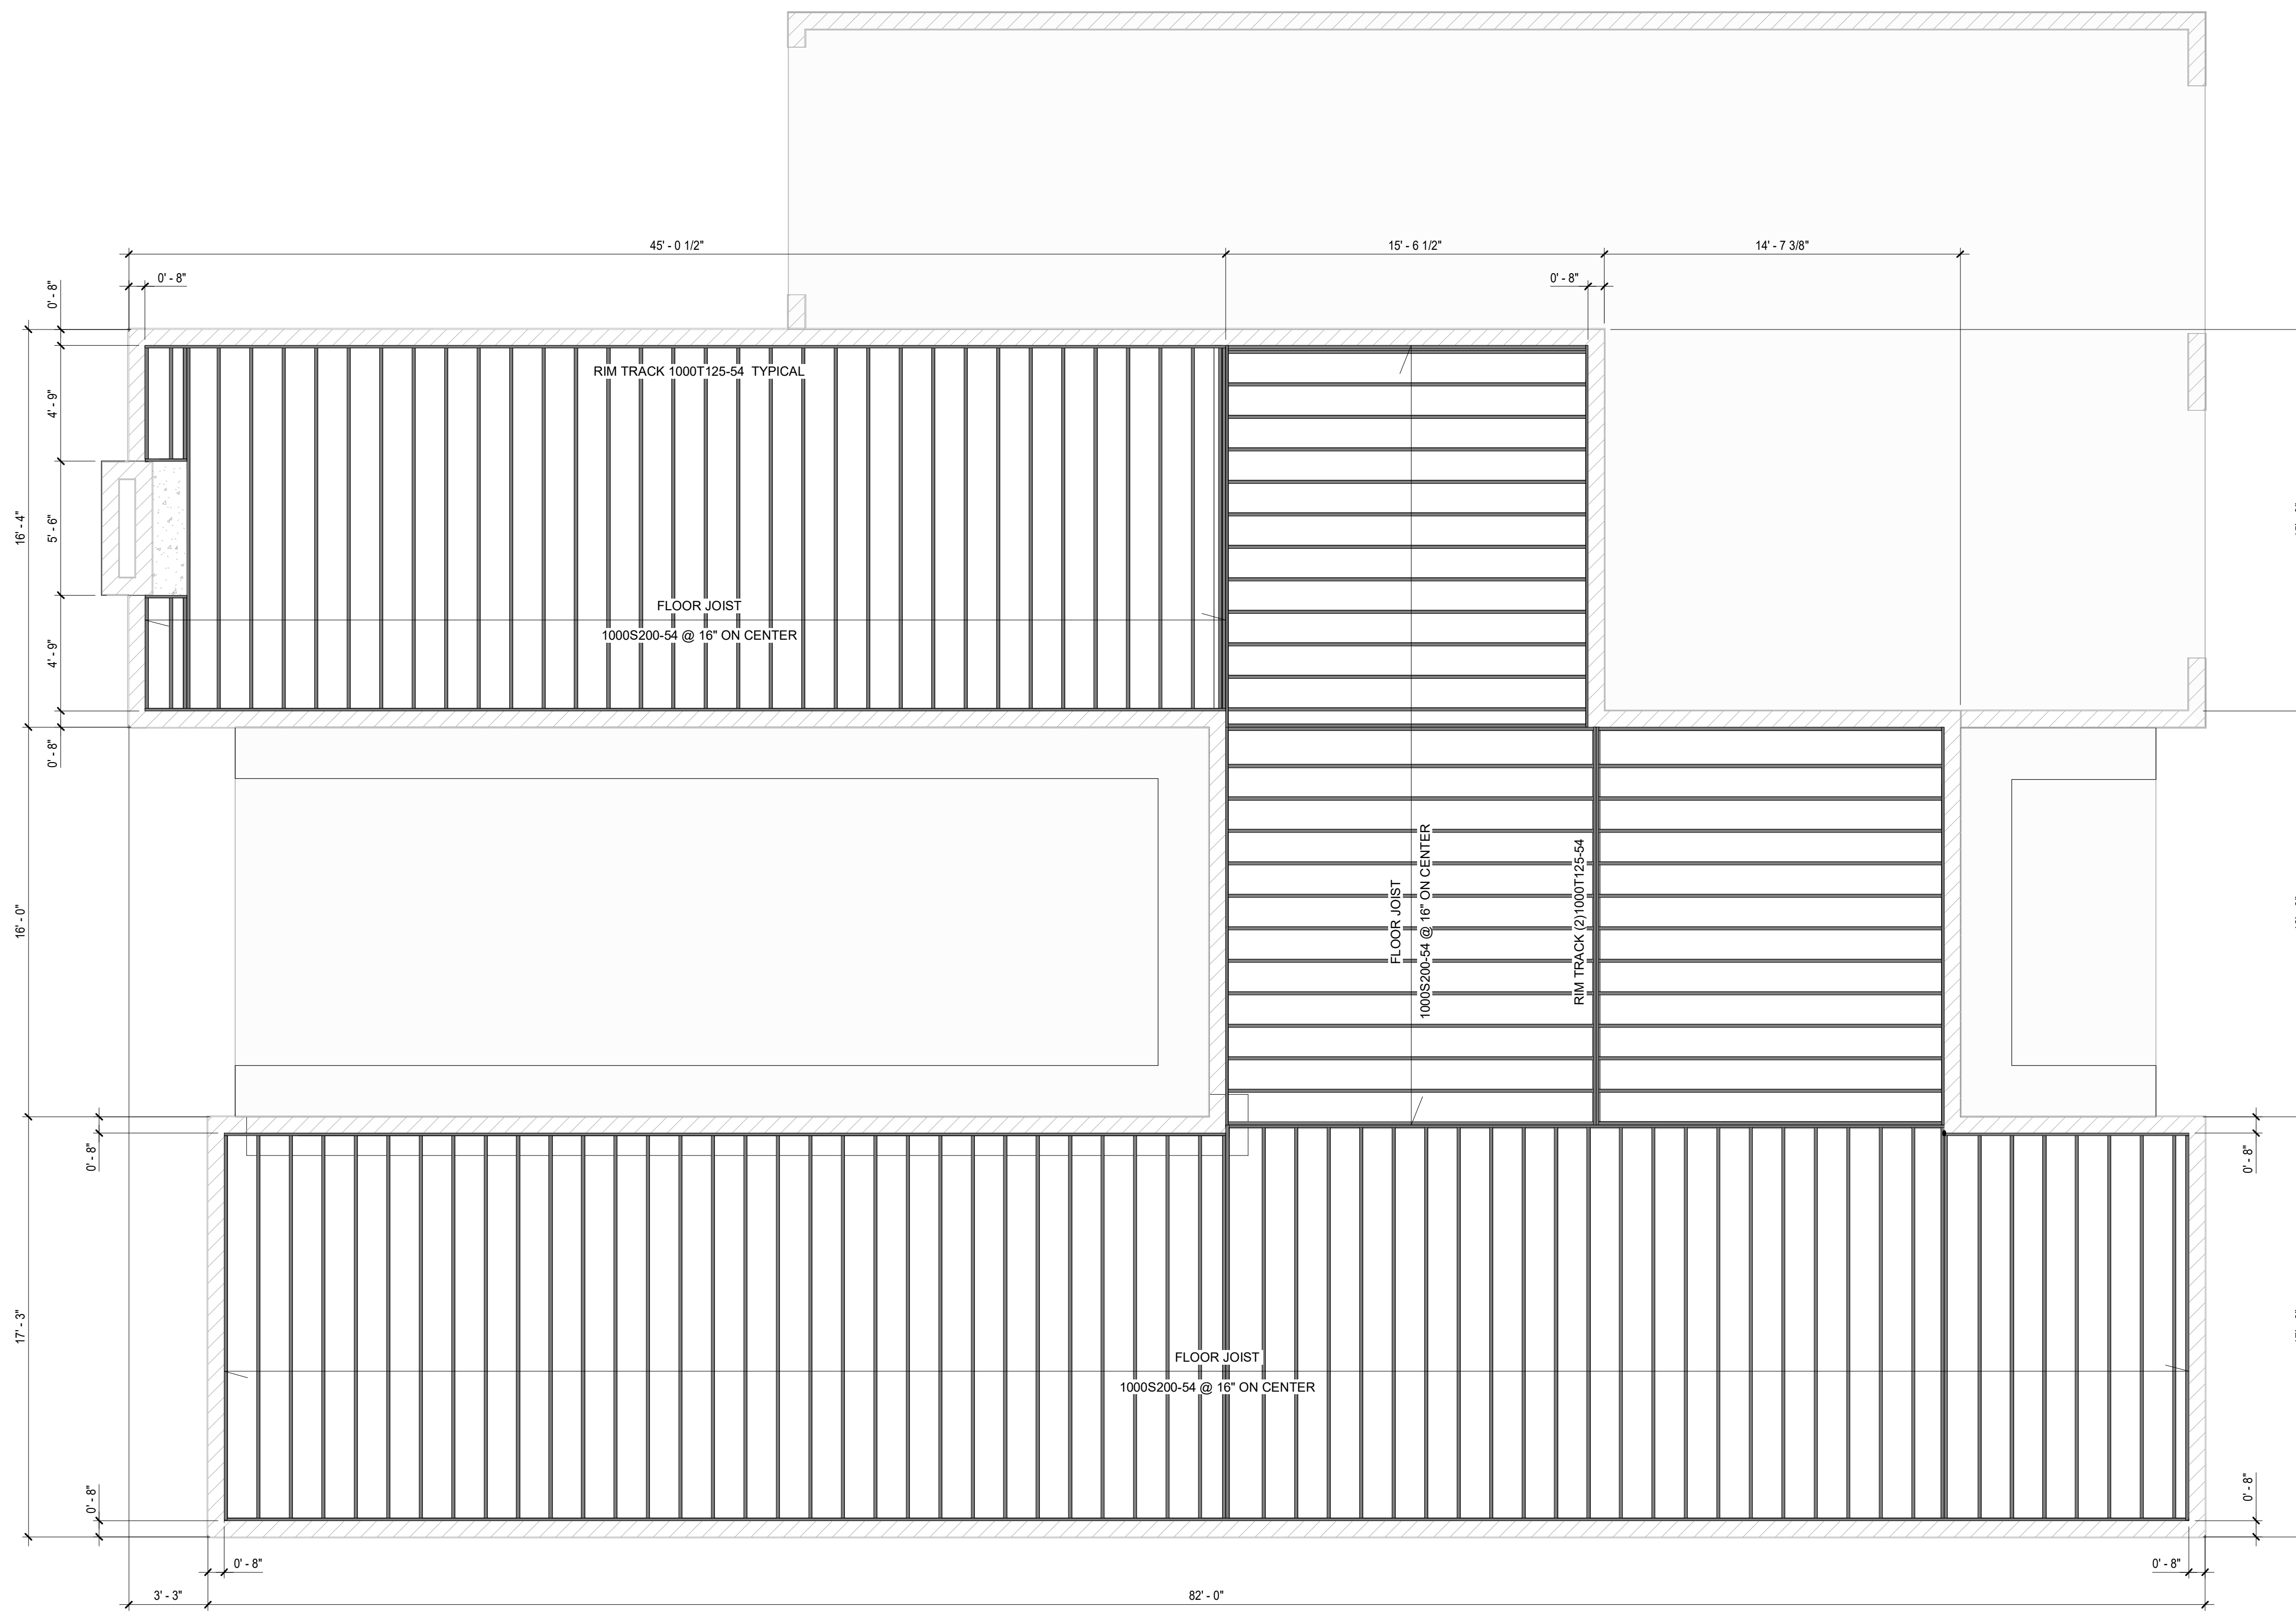 45' - 0 1/2"
15' - 6 1/2"
14' - 7 3/8"
0' - 8"
0' - 8"
0' - 8"
RIM TRACK 1000T125-54 TYPICAL
4' - 9"
16' - 4"
5' - 6"
FLOOR JOIST
1000S200-54 @ 16" ON CENTER
4' - 9"
0' - 8"
16' - 0"
FLOOR JOIST
1000S200-54 @ 16" ON CENTER
RIM TRACK (2)1000T125-54
0' - 8"
0' - 8"
17' - 3"
FLOOR JOIST
1000S200-54 @ 16" ON CENTER
0' - 8"
0' - 8"
0' - 8"
0' - 8"
3' - 3"
82' - 0"